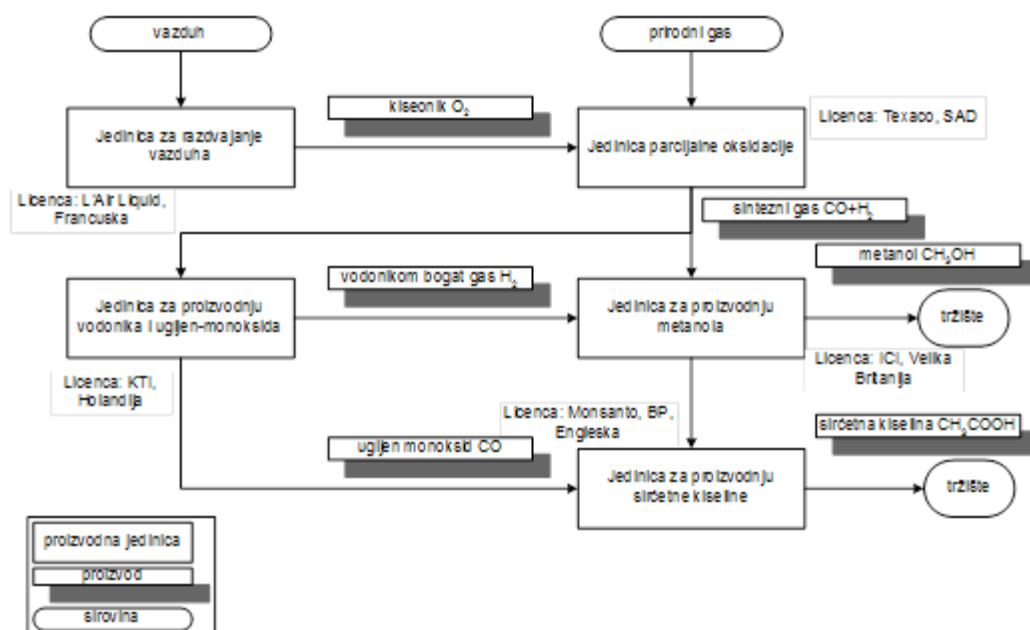 vazduh
prirodni gas
kiseonik O₂
Jedinica za razdvajanje
vazduha
Jedinica parcijalne oksidacije
Licenca: Texaco, SAD
Licenca: L'Air Liquid,
Francuska
sintezni gas CO+H₂
metanol CH₃OH
vodonikom bogat gas H₂
Jedinica za proizvodnju
vodonika i ugljen-monoksida
Jedinica za proizvodnju
metanola
tržište
Licenca: KTI,
Holandija
Licenca: ICI, Velika
Britanija
Licenca: Monsanto, BP,
Engleska
sirćetna kiselina CH₃COOH
ugljen monoksid CO
Jedinica za proizvodnju
sirćetne kiseline
tržište
proizvodna jedinica
proizvod
sirovina